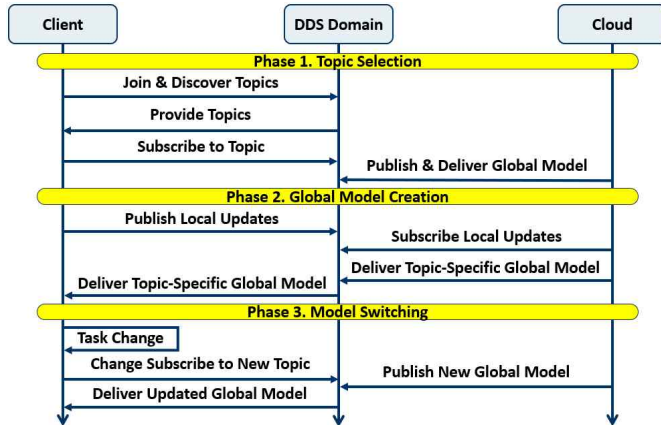 Client
DDS Domain
Cloud
Phase 1. Topic Selection
Join & Discover Topics
Provide Topics
Subscribe to Topic
Publish & Deliver Global Model
Phase 2. Global Model Creation
Publish Local Updates
Subscribe Local Updates
Deliver Topic-Specific Global Model
Deliver Topic-Specific Global Model
Phase 3. Model Switching
Task Change
Change Subscribe to New Topic
Publish New Global Model
Deliver Updated Global Model